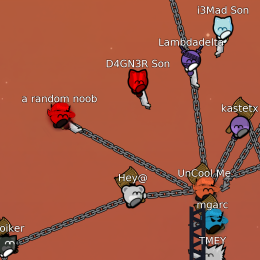 i3Mad Son
Lambdadelta
D4GN3R Son
a random noob
kastetx
UnCool Me
Hey@
mgarc
oiker
TMEY